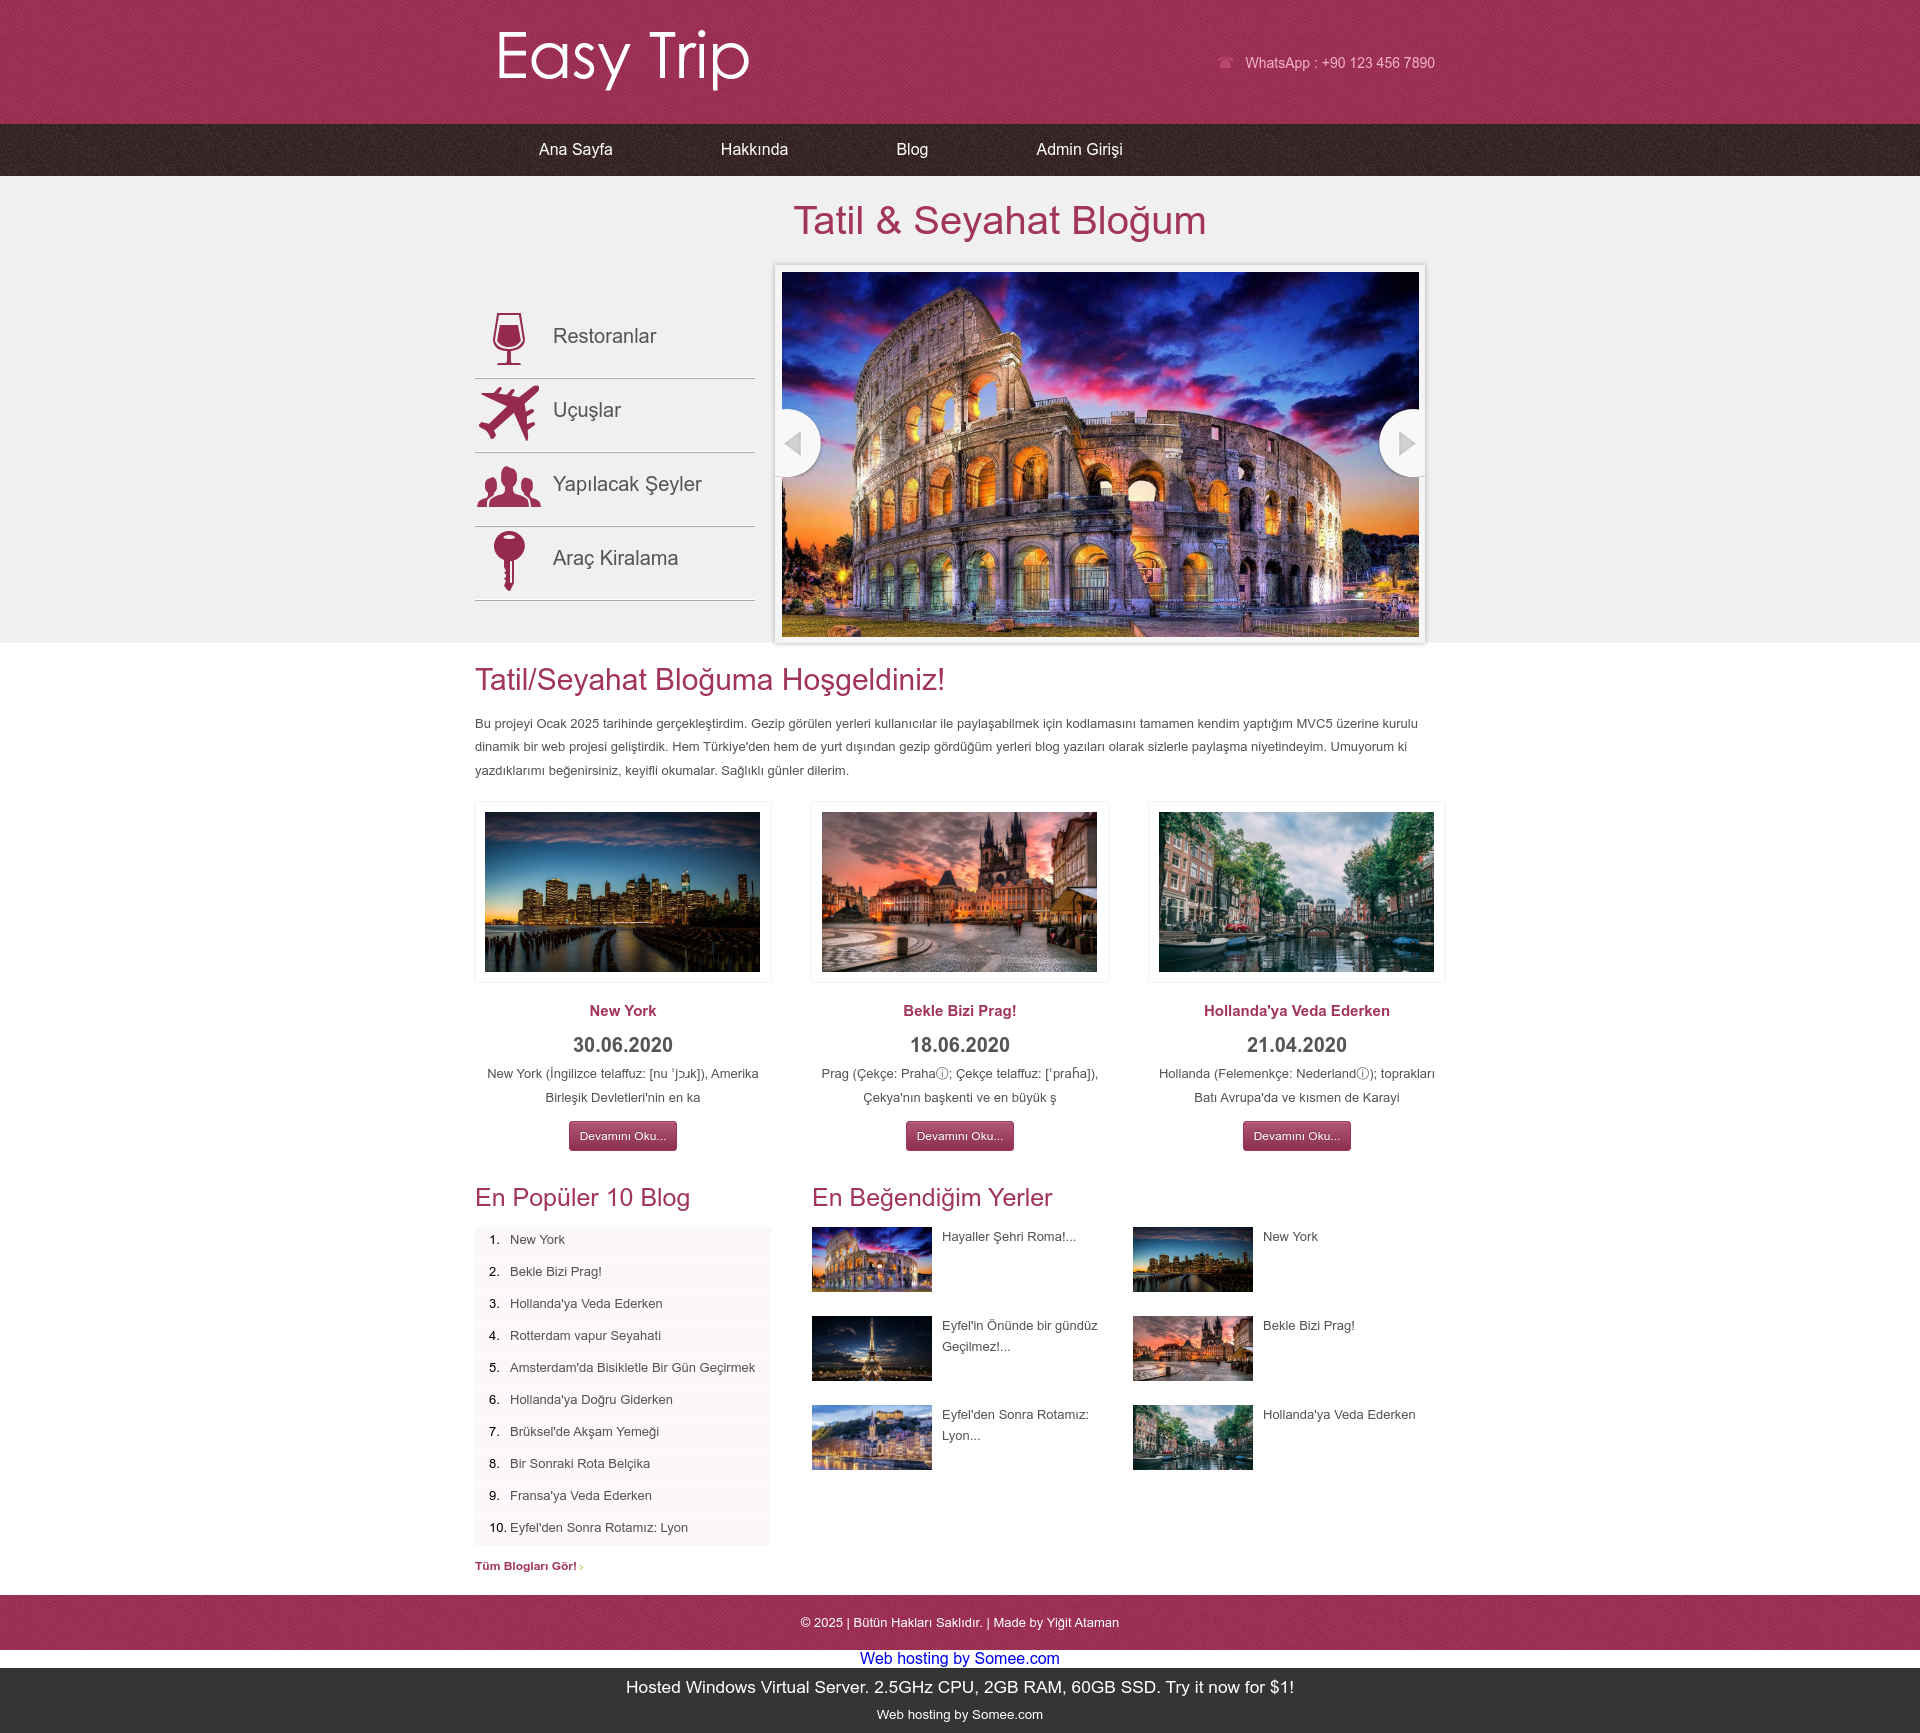 Easy Trip
WhatsApp : +90 123 456 7890
Ana Sayfa
Hakkında
Blog
Admin Girişi
Tatil & Seyahat Bloğum
Restoranlar
Uçuşlar
Yapılacak Şeyler
Araç Kiralama
Tatil/Seyahat Bloğuma Hoşgeldiniz!
Bu projeyi Ocak 2025 tarihinde gerçekleştirdim. Gezip görülen yerleri kullanıcılar ile paylaşabilmek için kodlamasını tamamen kendim yaptığım MVC5 üzerine kurulu
dinamik bir web projesi geliştirdik. Hem Türkiye'den hem de yurt dışından gezip gördüğüm yerleri blog yazıları olarak sizlerle paylaşma niyetindeyim. Umuyorum ki
yazdıklarımı beğenirsiniz, keyifli okumalar. Sağlıklı günler dilerim.
New York
30.06.2020
New York (İngilizce telaffuz: [nu ˈjɔɹk]), Amerika
Birleşik Devletleri'nin en ka
Devamını Oku...
Bekle Bizi Prag!
18.06.2020
Prag (Çekçe: Prahaⓘ; Çekçe telaffuz: [ˈpraɦa]),
Çekya'nın başkenti ve en büyük ş
Devamını Oku...
Hollanda'ya Veda Ederken
21.04.2020
Hollanda (Felemenkçe: Nederlandⓘ); toprakları
Batı Avrupa'da ve kısmen de Karayi
Devamını Oku...
En Popüler 10 Blog
1. New York
2. Bekle Bizi Prag!
3. Hollanda'ya Veda Ederken
4. Rotterdam vapur Seyahati
5. Amsterdam'da Bisikletle Bir Gün Geçirmek
6. Hollanda'ya Doğru Giderken
7. Brüksel'de Akşam Yemeği
8. Bir Sonraki Rota Belçika
9. Fransa'ya Veda Ederken
10. Eyfel'den Sonra Rotamız: Lyon
Tüm Blogları Gör!
En Beğendiğim Yerler
Hayaller Şehri Roma!...
New York
Eyfel'in Önünde bir gündüz
Geçilmez!...
Bekle Bizi Prag!
Eyfel'den Sonra Rotamız:
Lyon...
Hollanda'ya Veda Ederken
© 2025 | Bütün Hakları Saklıdır. | Made by Yiğit Ataman
Web hosting by Somee.com
Hosted Windows Virtual Server. 2.5GHz CPU, 2GB RAM, 60GB SSD. Try it now for $1!
Web hosting by Somee.com